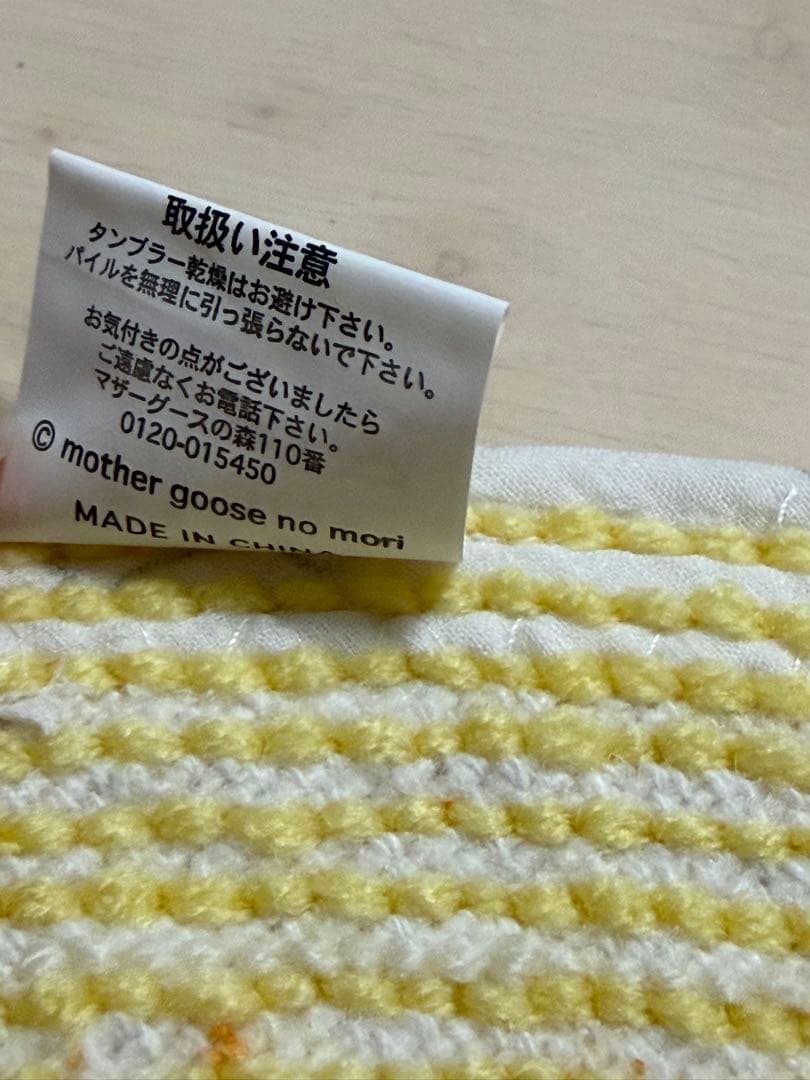 取扱い注意
タンブラー乾燥はお避け下さい。
パイルを無理に引っ張らないで下さい。
お気付きの点がございましたら
ご遠慮なくお電話下さい。
マザーグースの森110番
0120-015450
© mother goose no mori
MADE IN CHINA